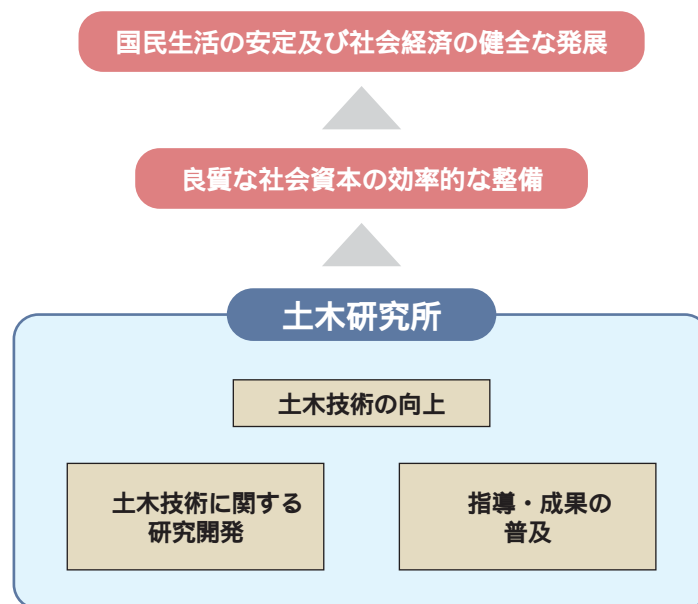 国民生活の安定及び社会経済の健全な発展
良質な社会資本の効率的な整備
土木研究所
土木技術の向上
土木技術に関する
研究開発
指導・成果の
普及